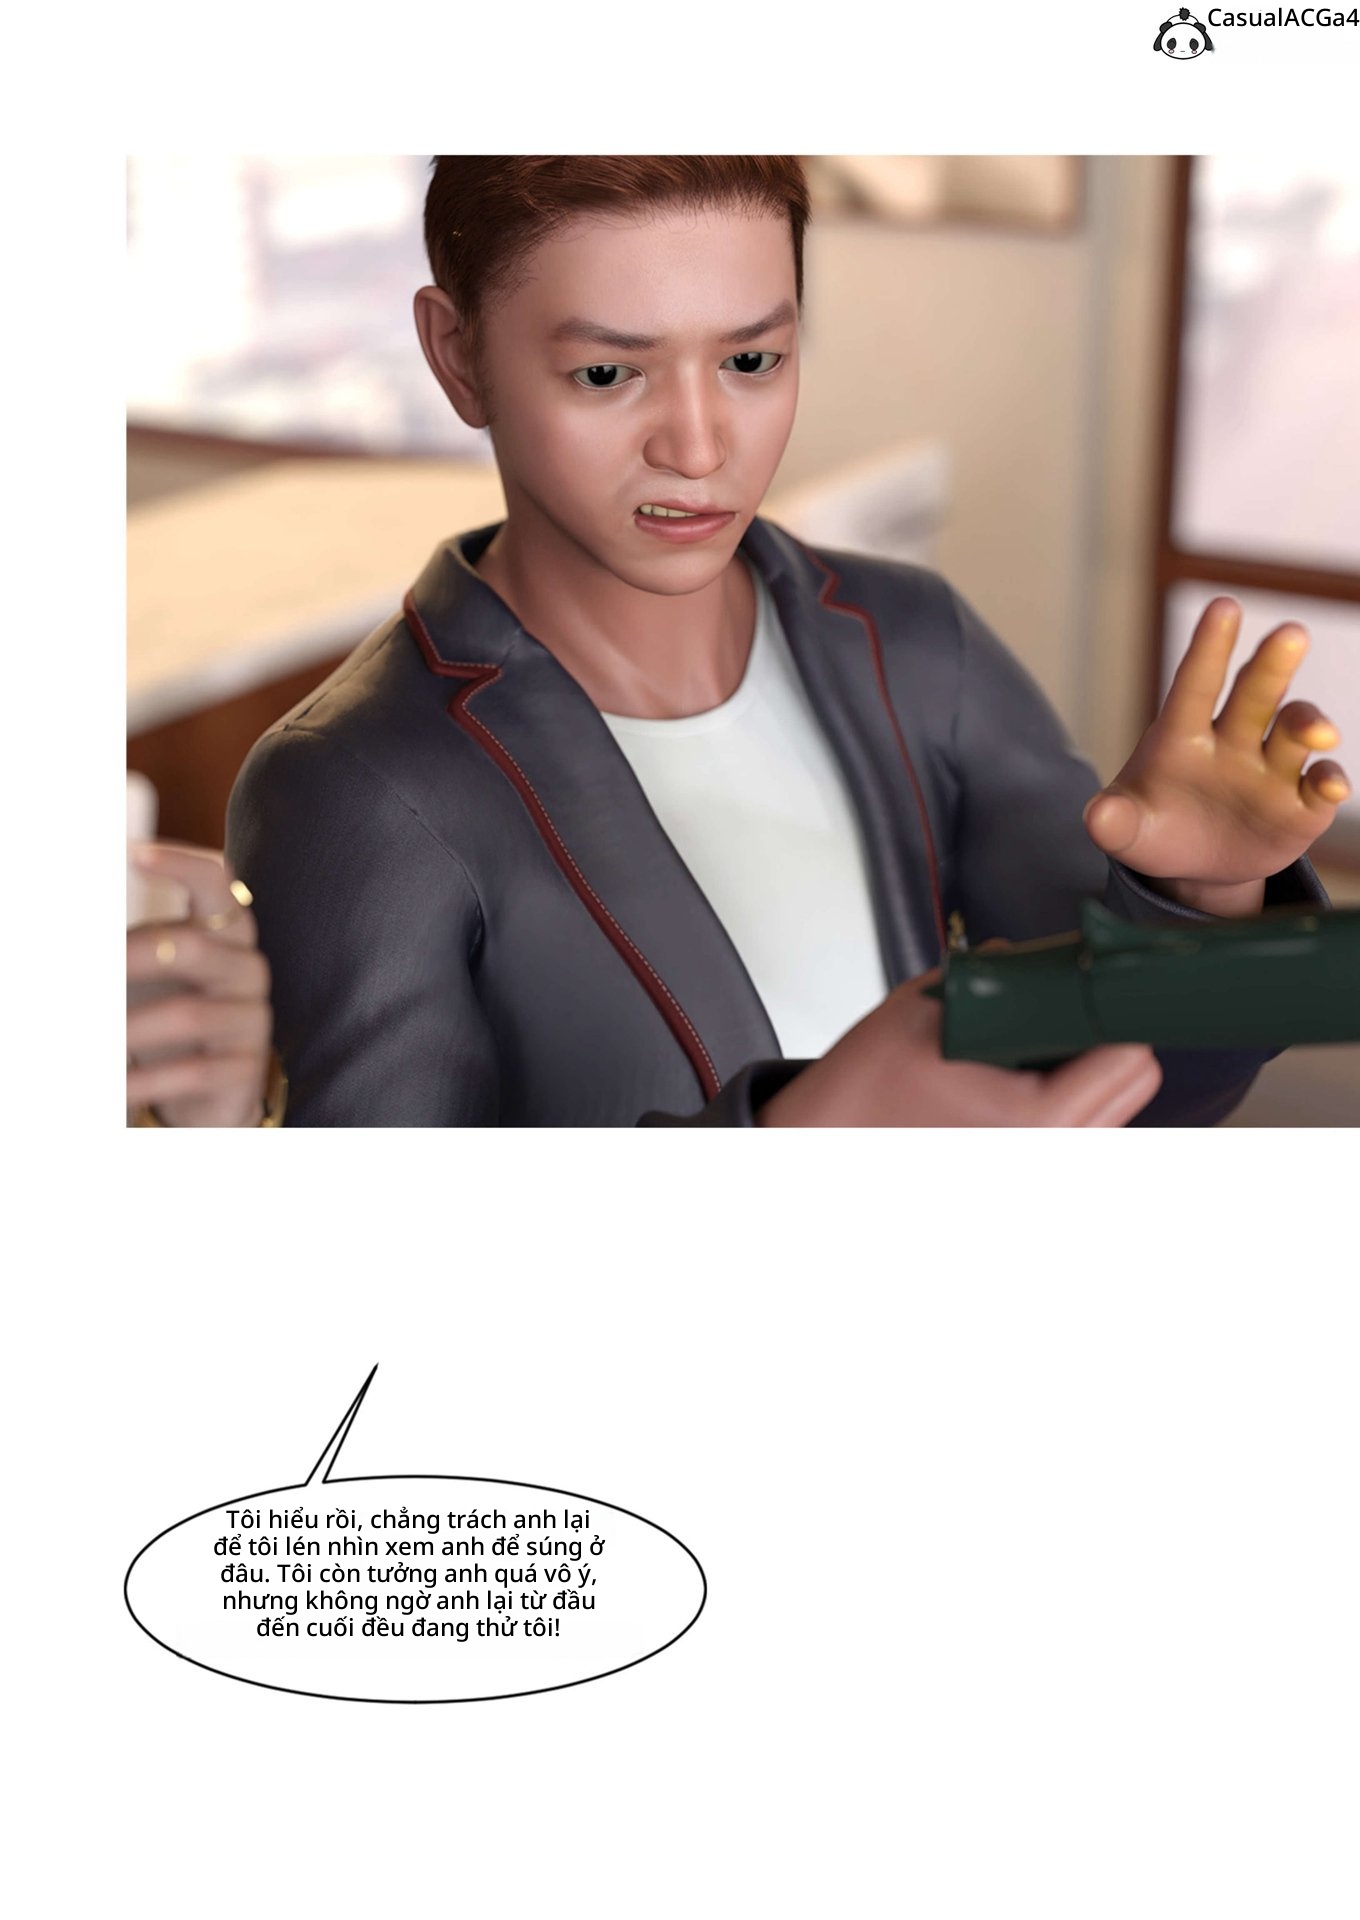 CasualACGa4
Tôi hiểu rồi, chẳng trách anh lại
để tôi lén nhìn xem anh để súng ở
đâu. Tôi còn tưởng anh quá vô ý,
nhưng không ngờ anh lại từ đầu
đến cuối đều đang thử tôi!